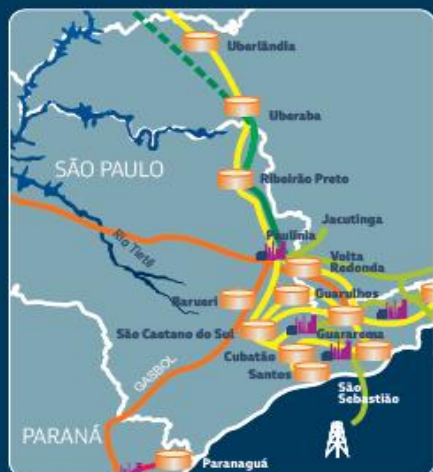 Uberlândia
Uberaba
SÃO PAULO
Ribeirão Preto
Jacutinga
Paulínia
Rio Tietê
Volta
Redonda
Barueri
Guarulhos
São Caetano do Sul
Guararema
Cubatão
GASBOL
Santos
São
Sebastião
PARANÁ
Paranaguá